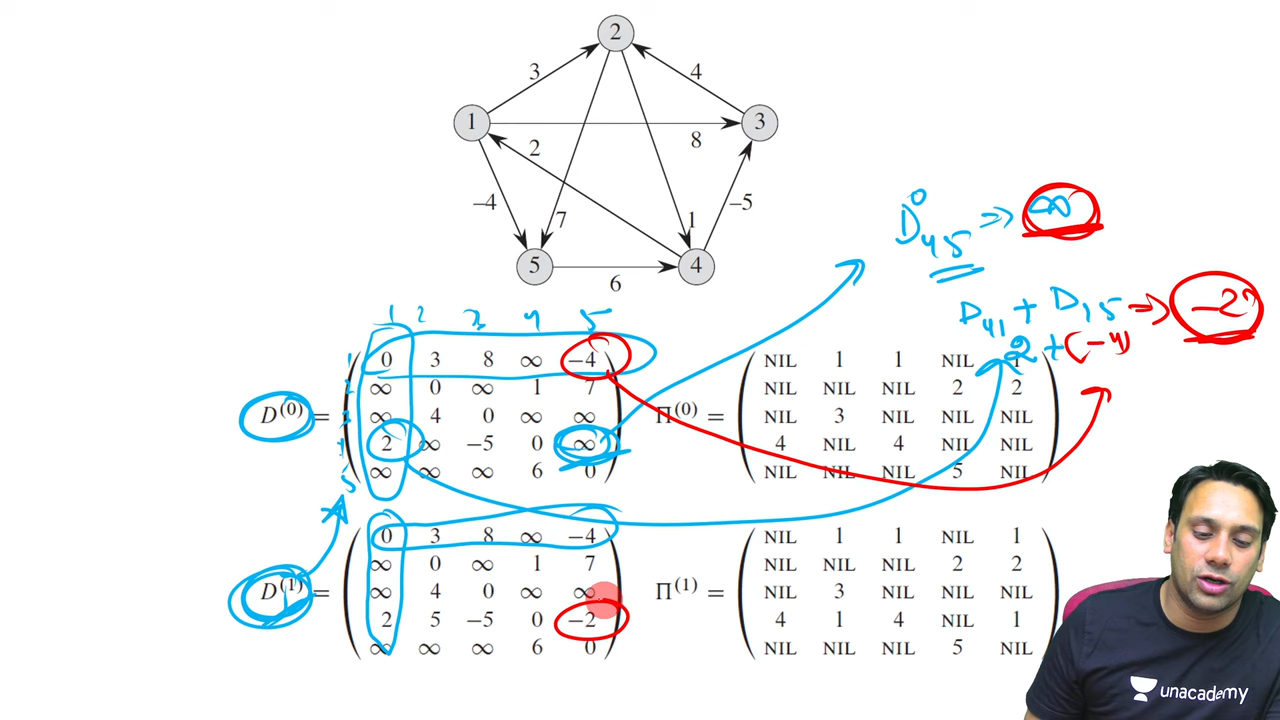 2
3 4
1 3
2 8
-4 -5
7 1
5 4
6
D⁰₄₅ ⇒ ∞
D₄₁ + D₁₅ ⇒ -2
2 + (-4)
1 2 3 4 5
1 0 3 8 ∞ −4
2 ∞ 0 ∞ 1 7
3 ∞ 4 0 ∞ ∞
4 2 ∞ −5 0 ∞
5 ∞ ∞ ∞ 6 0
D(0) =
NIL 1 1 NIL 1
NIL NIL NIL 2 2
NIL 3 NIL NIL NIL
4 NIL 4 NIL NIL
NIL NIL NIL 5 NIL
Π(0) =
0 3 8 ∞ −4
∞ 0 ∞ 1 7
∞ 4 0 ∞ ∞
2 5 −5 0 −2
∞ ∞ ∞ 6 0
D(1) =
NIL 1 1 NIL 1
NIL NIL NIL 2 2
NIL 3 NIL NIL NIL
4 1 4 NIL 1
NIL NIL NIL 5 NIL
Π(1) =
unacademy